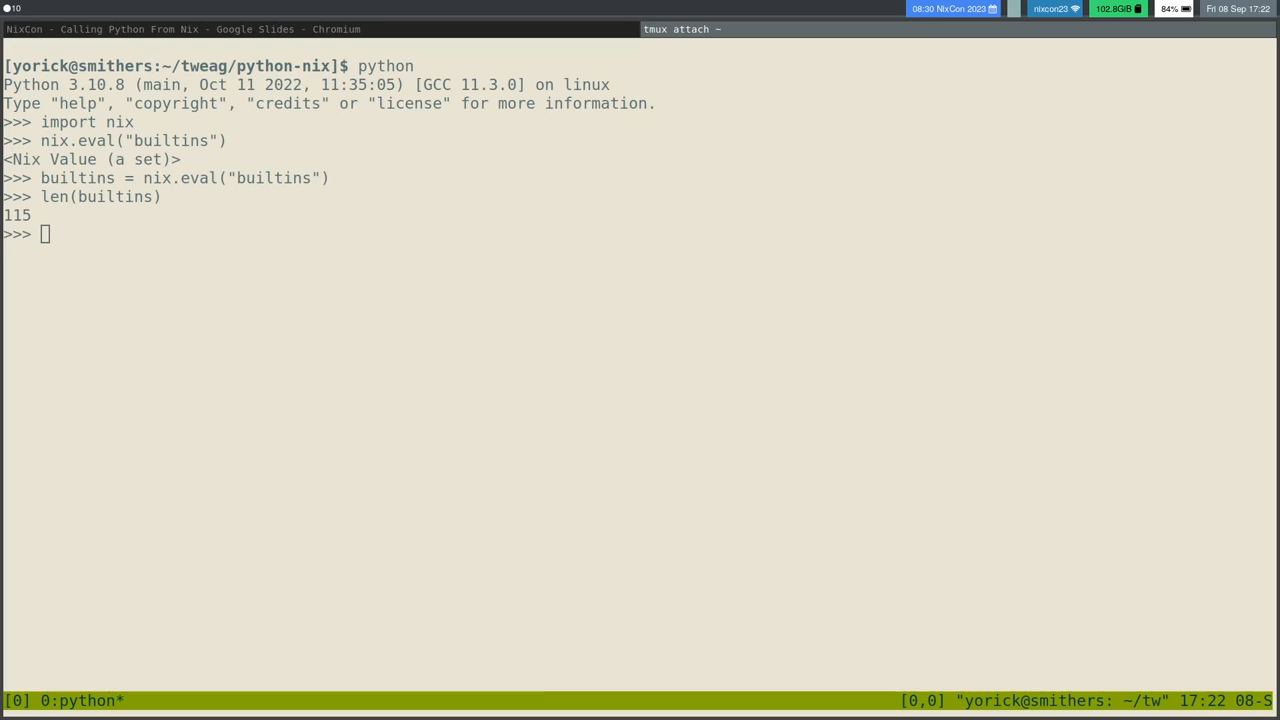 10
08:30 NixCon 2023
nixcon23
102.8GiB
84%
Fri 08 Sep 17:22
NixCon - Calling Python From Nix - Google Slides - Chromium
tmux attach ~
[yorick@smithers:~/tweag/python-nix]$ python
Python 3.10.8 (main, Oct 11 2022, 11:35:05) [GCC 11.3.0] on linux
Type "help", "copyright", "credits" or "license" for more information.
>>> import nix
>>> nix.eval("builtins")
<Nix Value (a set)>
>>> builtins = nix.eval("builtins")
>>> len(builtins)
115
>>>
[0] 0:python*
[0,0] "yorick@smithers: ~/tw" 17:22 08-S